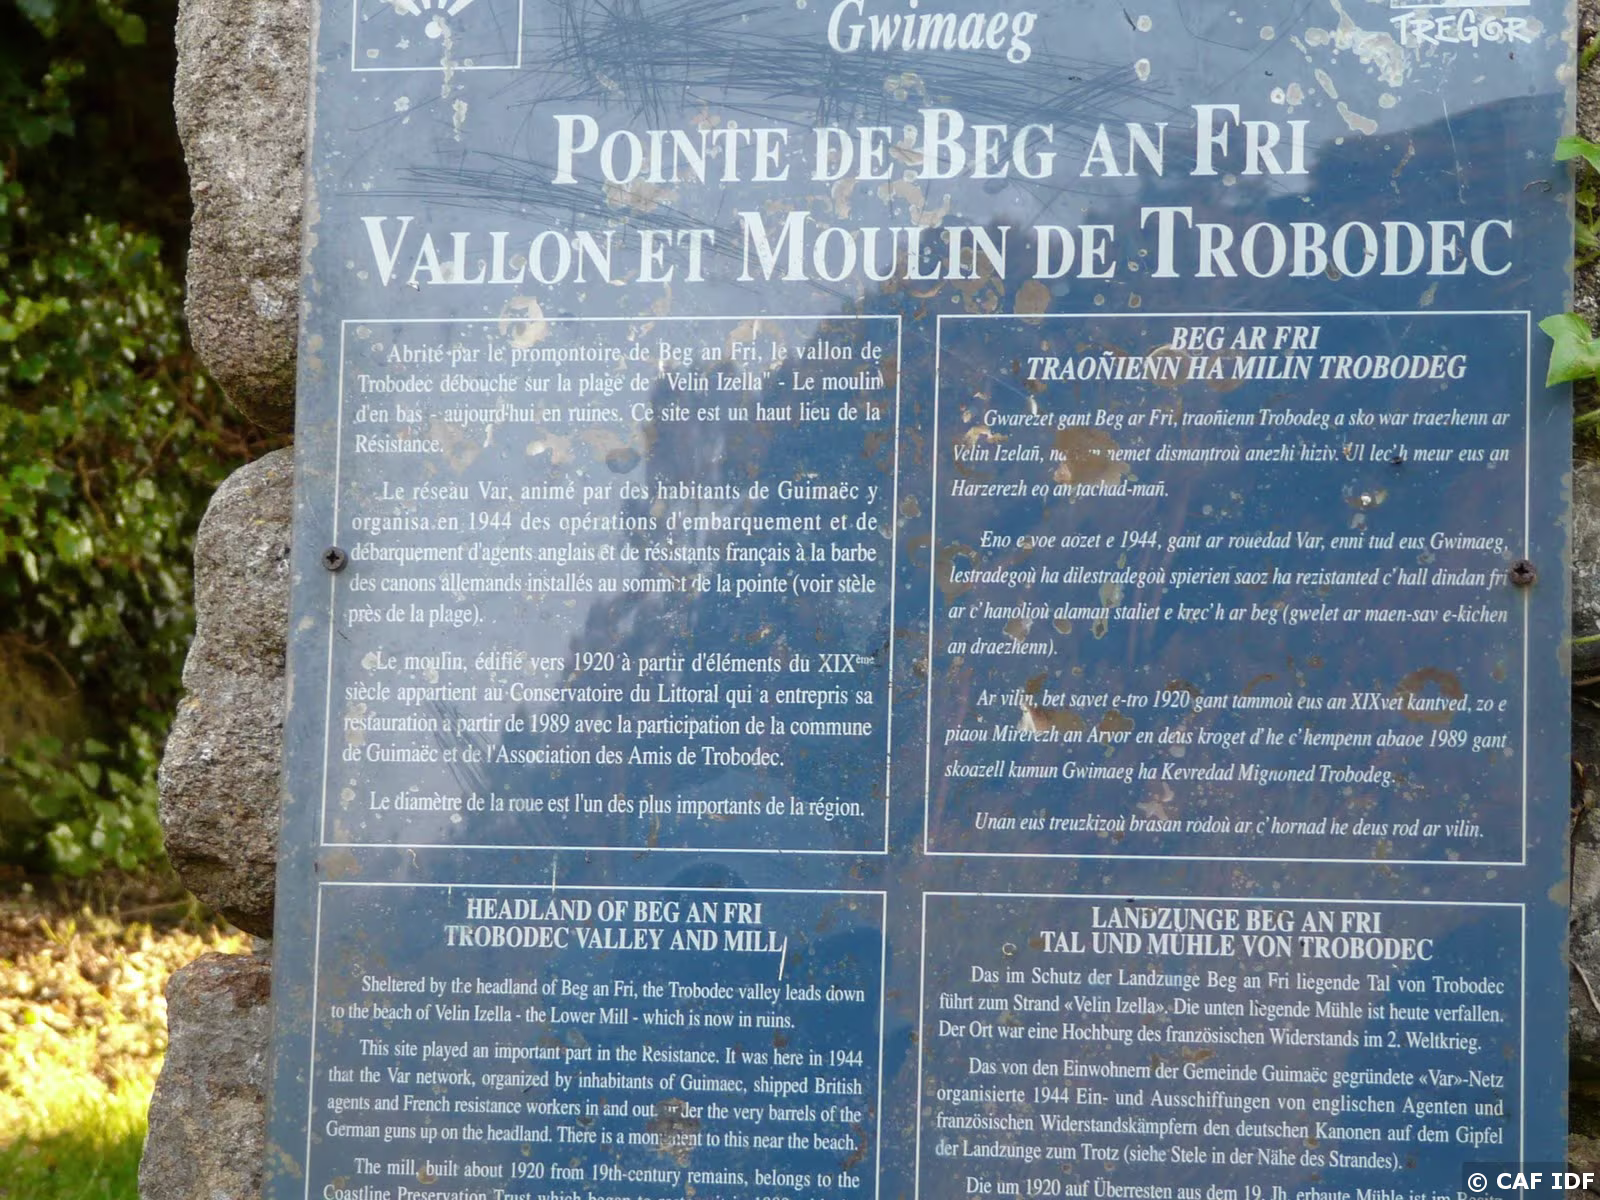 Gwimaeg
TREGOR
POINTE DE BEG AN FRI
VALLON ET MOULIN DE TROBODEC
Abrité par le promontoire de Beg an Fri, le vallon de
Trobodec débouche sur la plage de "Velin Izella" - Le moulin
d'en bas - aujourd'hui en ruines. Ce site est un haut lieu de la
Résistance.
Le réseau Var, animé par des habitants de Guimaëc y
organisa en 1944 des opérations d'embarquement et de
débarquement d'agents anglais et de résistants français à la barbe
des canons allemands installés au sommet de la pointe (voir stèle
près de la plage).
Le moulin, édifié vers 1920 à partir d'éléments du XIXème
siècle appartient au Conservatoire du Littoral qui a entrepris sa
restauration a partir de 1989 avec la participation de la commune
de Guimaëc et de l'Association des Amis de Trobodec.
Le diamètre de la roue est l'un des plus importants de la région.
BEG AR FRI
TRAOÑIENN HA MILIN TROBODEG
Gwarezet gant Beg ar Fri, traoñienn Trobodeg a sko war traezhenn ar
Velin Izelañ, nemet dismantroù anezhi hiziv. Ul lec'h meur eus an
Harzerezh eo an tachad-mañ.
Eno e voe aozet e 1944, gant ar rouedad Var, enni tud eus Gwimaeg,
lestradegoù ha dilestradegoù spierien saoz ha rezistanted c'hall dindan fri
ar c'hanolioù alaman staliet e krec'h ar beg (gwelet ar maen-sav e-kichen
an draezhenn).
Ar vilin, bet savet e-tro 1920 gant tammoù eus an XIXvet kantved, zo e
piaou Mirerezh an Arvor en deus kroget d'he c'hempenn abaoe 1989 gant
skoazell kumun Gwimaeg ha Kevredad Mignoned Trobodeg.
Unan eus treuzkizoù brasan rodoù ar c'hornad he deus rod ar vilin.
HEADLAND OF BEG AN FRI
TROBODEC VALLEY AND MILL
Sheltered by the headland of Beg an Fri, the Trobodec valley leads down
to the beach of Velin Izella - the Lower Mill - which is now in ruins.
This site played an important part in the Resistance. It was here in 1944
that the Var network, organized by inhabitants of Guimaec, shipped British
agents and French resistance workers in and out, under the very barrels of the
German guns up on the headland. There is a monument to this near the beach.
The mill, built about 1920 from 19th-century remains, belongs to the
Coastline Preservation Trust which began
LANDZUNGE BEG AN FRI
TAL UND MÜHLE VON TROBODEC
Das im Schutz der Landzunge Beg an Fri liegende Tal von Trobodec
führt zum Strand «Velin Izella». Die unten liegende Mühle ist heute verfallen.
Der Ort war eine Hochburg des französischen Widerstands im 2. Weltkrieg.
Das von den Einwohnern der Gemeinde Guimaëc gegründete «Var»-Netz
organisierte 1944 Ein- und Ausschiffungen von englischen Agenten und
französischen Widerstandskämpfern den deutschen Kanonen auf dem Gipfel
der Landzunge zum Trotz (siehe Stele in der Nähe des Strandes).
Die um 1920 auf Überresten aus dem 19. Jh. erbaute Mühle ist im
© CAF IDF